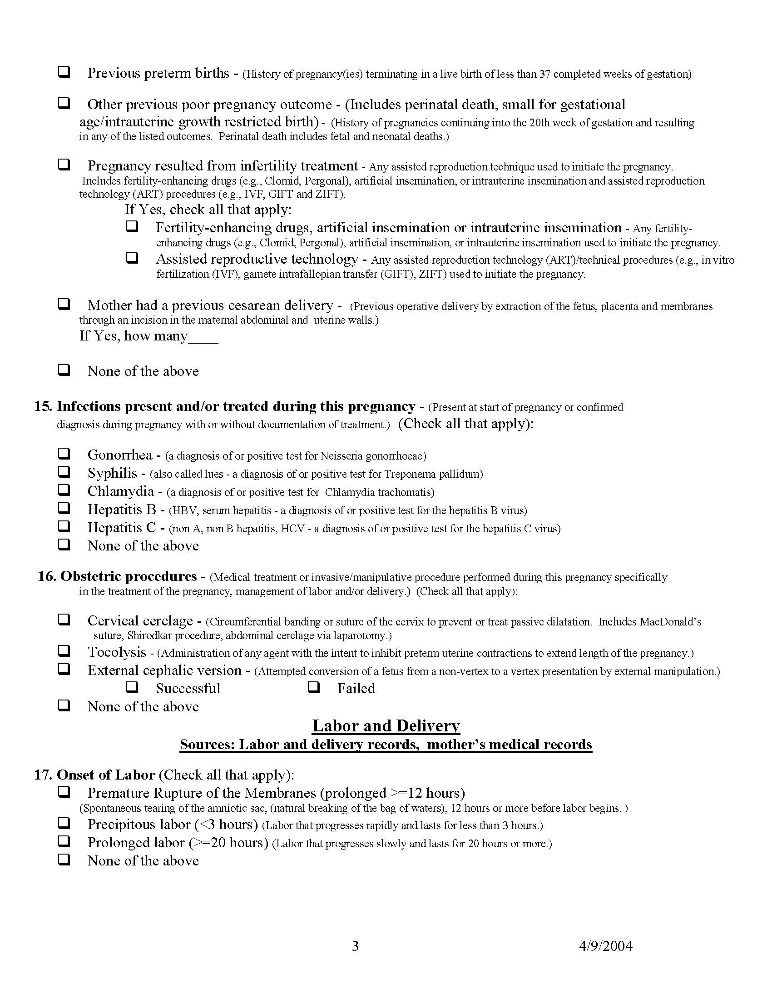 ❑ Previous preterm births - (History of pregnancy(ies) terminating in a live birth of less than 37 completed weeks of gestation)
❑ Other previous poor pregnancy outcome - (Includes perinatal death, small for gestational
age/intrauterine growth restricted birth) - (History of pregnancies continuing into the 20th week of gestation and resulting
in any of the listed outcomes. Perinatal death includes fetal and neonatal deaths.)
❑ Pregnancy resulted from infertility treatment - Any assisted reproduction technique used to initiate the pregnancy.
Includes fertility-enhancing drugs (e.g., Clomid, Pergonal), artificial insemination, or intrauterine insemination and assisted reproduction
technology (ART) procedures (e.g., IVF, GIFT and ZIFT).
If Yes, check all that apply:
❑ Fertility-enhancing drugs, artificial insemination or intrauterine insemination - Any fertility-
enhancing drugs (e.g., Clomid, Pergonal), artificial insemination, or intrauterine insemination used to initiate the pregnancy.
❑ Assisted reproductive technology - Any assisted reproduction technology (ART)/technical procedures (e.g., in vitro
fertilization (IVF), gamete intrafallopian transfer (GIFT), ZIFT) used to initiate the pregnancy.
❑ Mother had a previous cesarean delivery - (Previous operative delivery by extraction of the fetus, placenta and membranes
through an incision in the maternal abdominal and uterine walls.)
If Yes, how many____
❑ None of the above
15. Infections present and/or treated during this pregnancy - (Present at start of pregnancy or confirmed
diagnosis during pregnancy with or without documentation of treatment.) (Check all that apply):
❑ Gonorrhea - (a diagnosis of or positive test for Neisseria gonorrhoeae)
❑ Syphilis - (also called lues - a diagnosis of or positive test for Treponema pallidum)
❑ Chlamydia - (a diagnosis of or positive test for Chlamydia trachomatis)
❑ Hepatitis B - (HBV, serum hepatitis - a diagnosis of or positive test for the hepatitis B virus)
❑ Hepatitis C - (non A, non B hepatitis, HCV - a diagnosis of or positive test for the hepatitis C virus)
❑ None of the above
16. Obstetric procedures - (Medical treatment or invasive/manipulative procedure performed during this pregnancy specifically
in the treatment of the pregnancy, management of labor and/or delivery.) (Check all that apply):
❑ Cervical cerclage - (Circumferential banding or suture of the cervix to prevent or treat passive dilatation. Includes MacDonald’s
suture, Shirodkar procedure, abdominal cerclage via laparotomy.)
❑ Tocolysis - (Administration of any agent with the intent to inhibit preterm uterine contractions to extend length of the pregnancy.)
❑ External cephalic version - (Attempted conversion of a fetus from a non-vertex to a vertex presentation by external manipulation.)
❑ Successful ❑ Failed
❑ None of the above
Labor and Delivery
Sources: Labor and delivery records, mother’s medical records
17. Onset of Labor (Check all that apply):
❑ Premature Rupture of the Membranes (prolonged >=12 hours)
(Spontaneous tearing of the amniotic sac, (natural breaking of the bag of waters), 12 hours or more before labor begins. )
❑ Precipitous labor (<3 hours) (Labor that progresses rapidly and lasts for less than 3 hours.)
❑ Prolonged labor (>=20 hours) (Labor that progresses slowly and lasts for 20 hours or more.)
❑ None of the above
3 4/9/2004